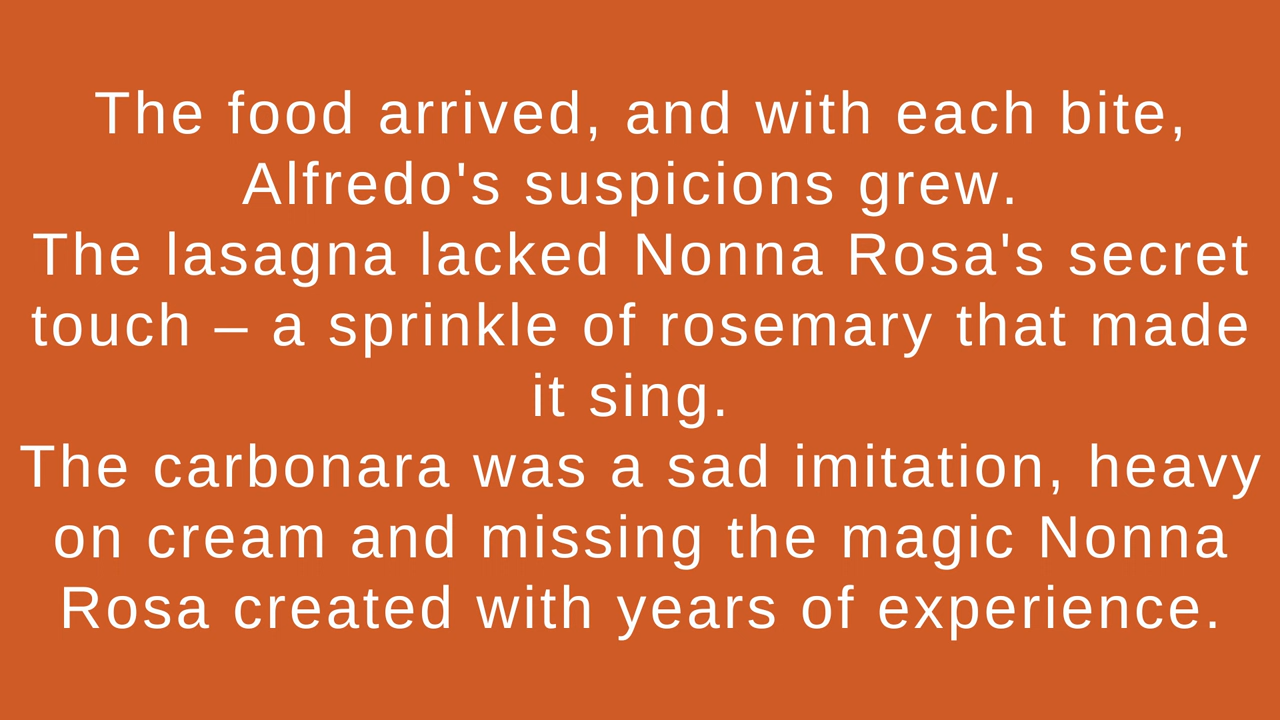 The food arrived, and with each bite,
Alfredo's suspicions grew.
The lasagna lacked Nonna Rosa's secret
touch – a sprinkle of rosemary that made
it sing.
The carbonara was a sad imitation, heavy
on cream and missing the magic Nonna
Rosa created with years of experience.